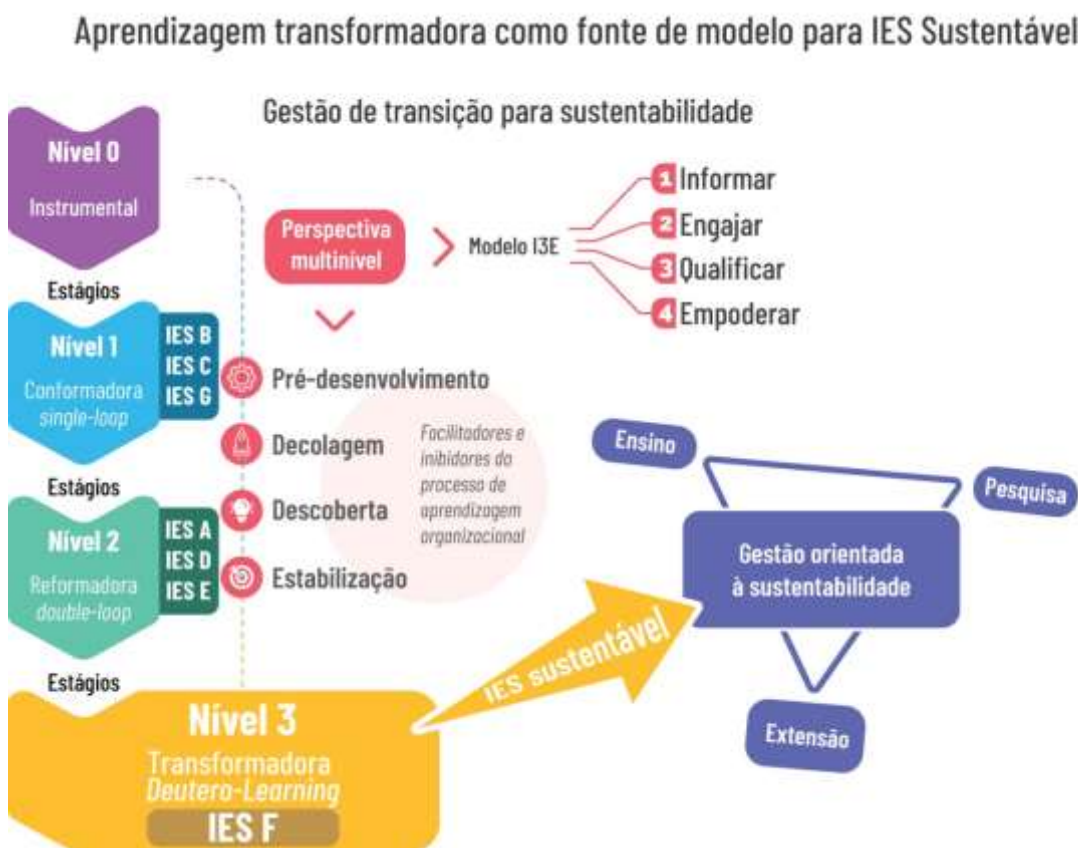 Aprendizagem transformadora como fonte de modelo para IES Sustentável
Gestão de transição para sustentabilidade
Nível 0
Instrumental
Estágios
Nível 1
Conformadora
single-loop
IES B
IES C
IES G
Estágios
Nível 2
Reformadora
double-loop
IES A
IES D
IES E
Estágios
Nível 3
Transformadora
Deutero-Learning
IES F
Perspectiva
multinível
Modelo I3E
1 Informar
2 Engajar
3 Qualificar
4 Empoderar
Pré-desenvolvimento
Decolagem
Descoberta
Estabilização
Facilitadores e
inibidores do
processo de
aprendizagem
organizacional
IES sustentável
Ensino
Pesquisa
Gestão orientada
à sustentabilidade
Extensão